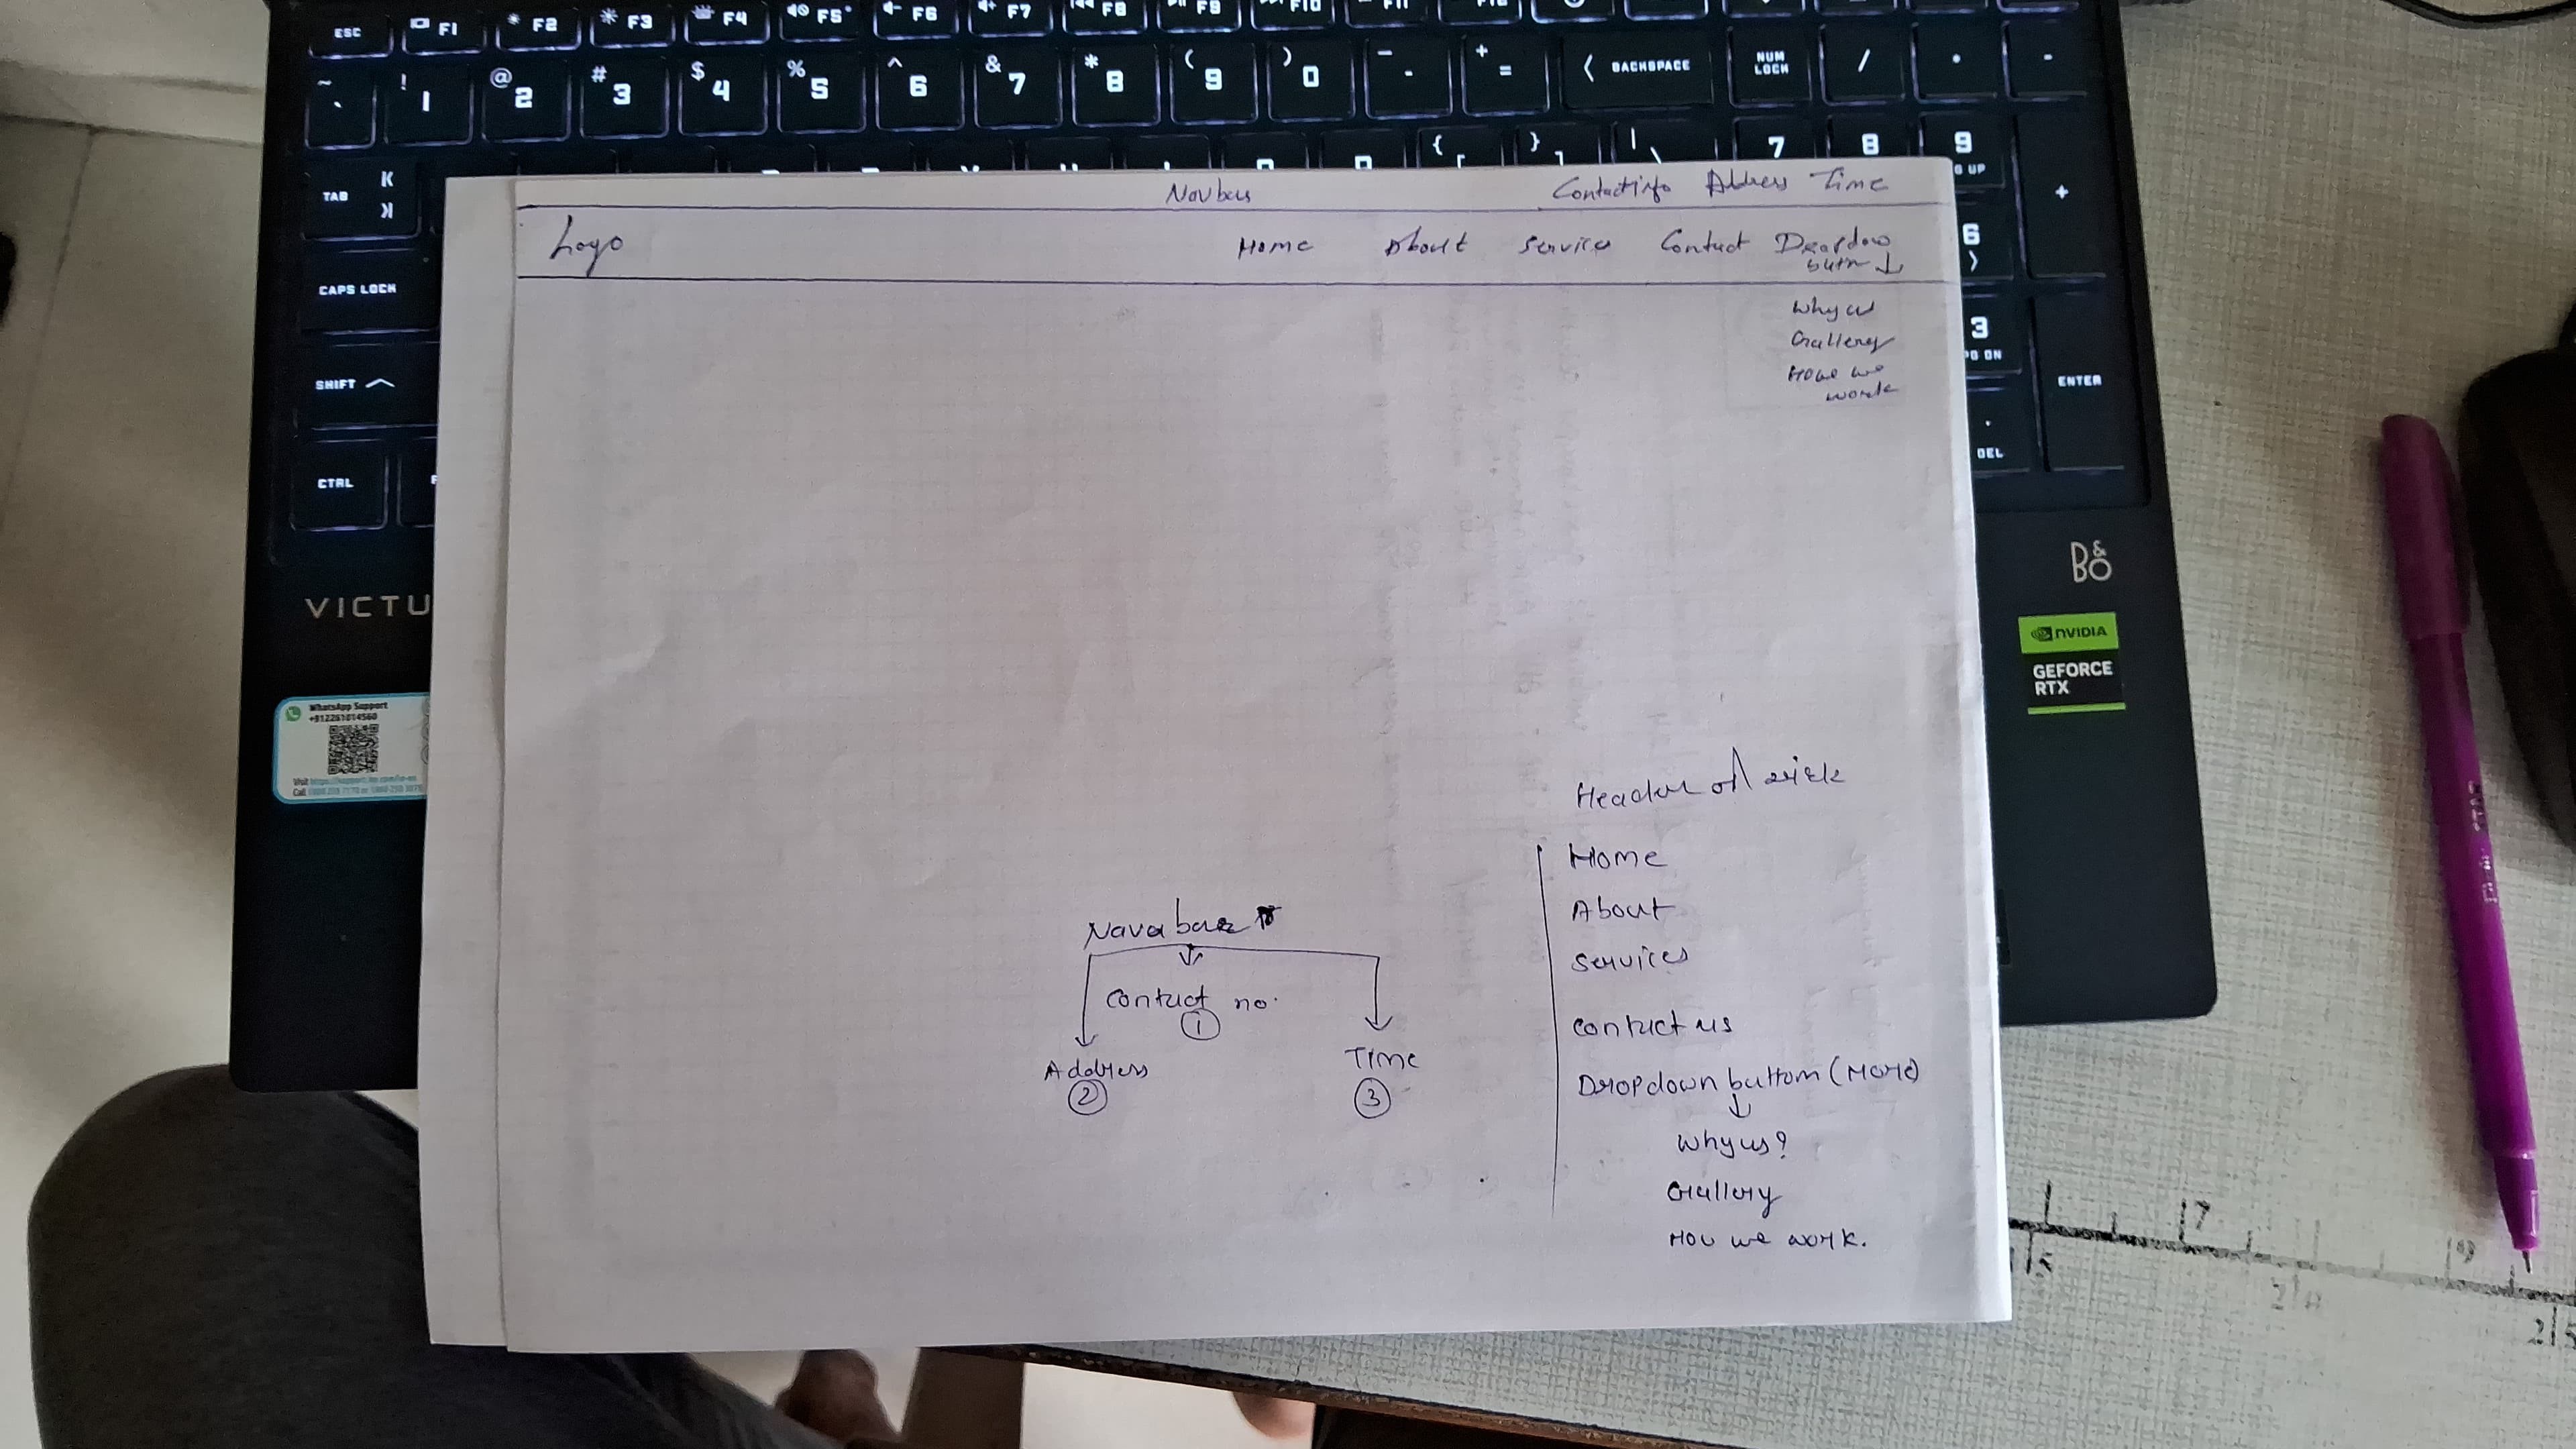 ESC F1 F2 F3 F4 F5 F6 F7 F8 F9 F10 F11
~ ` ! 1 @ 2 # 3 $ 4 % 5 ^ 6 & 7 * 8 ( 9 ) 0 - + = BACKSPACE NUM LOCK / * -
TAB { [ } ] | \ 7 8 9 +
CAPS LOCK 6
SHIFT 3 ENTER
CTRL . DEL
Navbar Contact info Address Time
Logo Home About Service Contact Dropdow
Why us
Gallery
How we
work
VICTU
B&O
NVIDIA
GEFORCE
RTX
WhatsApp Support
+912261014560
Header of
Home
About
Services
Contact us
Dropdown button (More)
Why us?
Gallery
How we work.
Contact no.
1
Address
2
Time
3